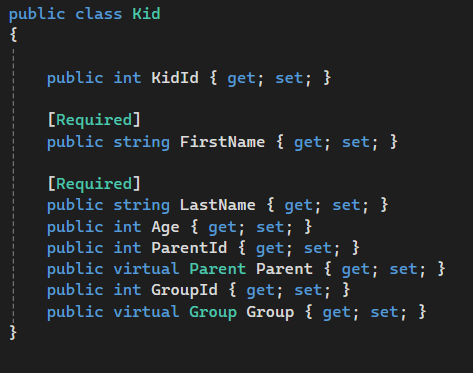 public class Kid
{
public int KidId { get; set; }
[Required]
public string FirstName { get; set; }
[Required]
public string LastName { get; set; }
public int Age { get; set; }
public int ParentId { get; set; }
public virtual Parent Parent { get; set; }
public int GroupId { get; set; }
public virtual Group Group { get; set; }
}